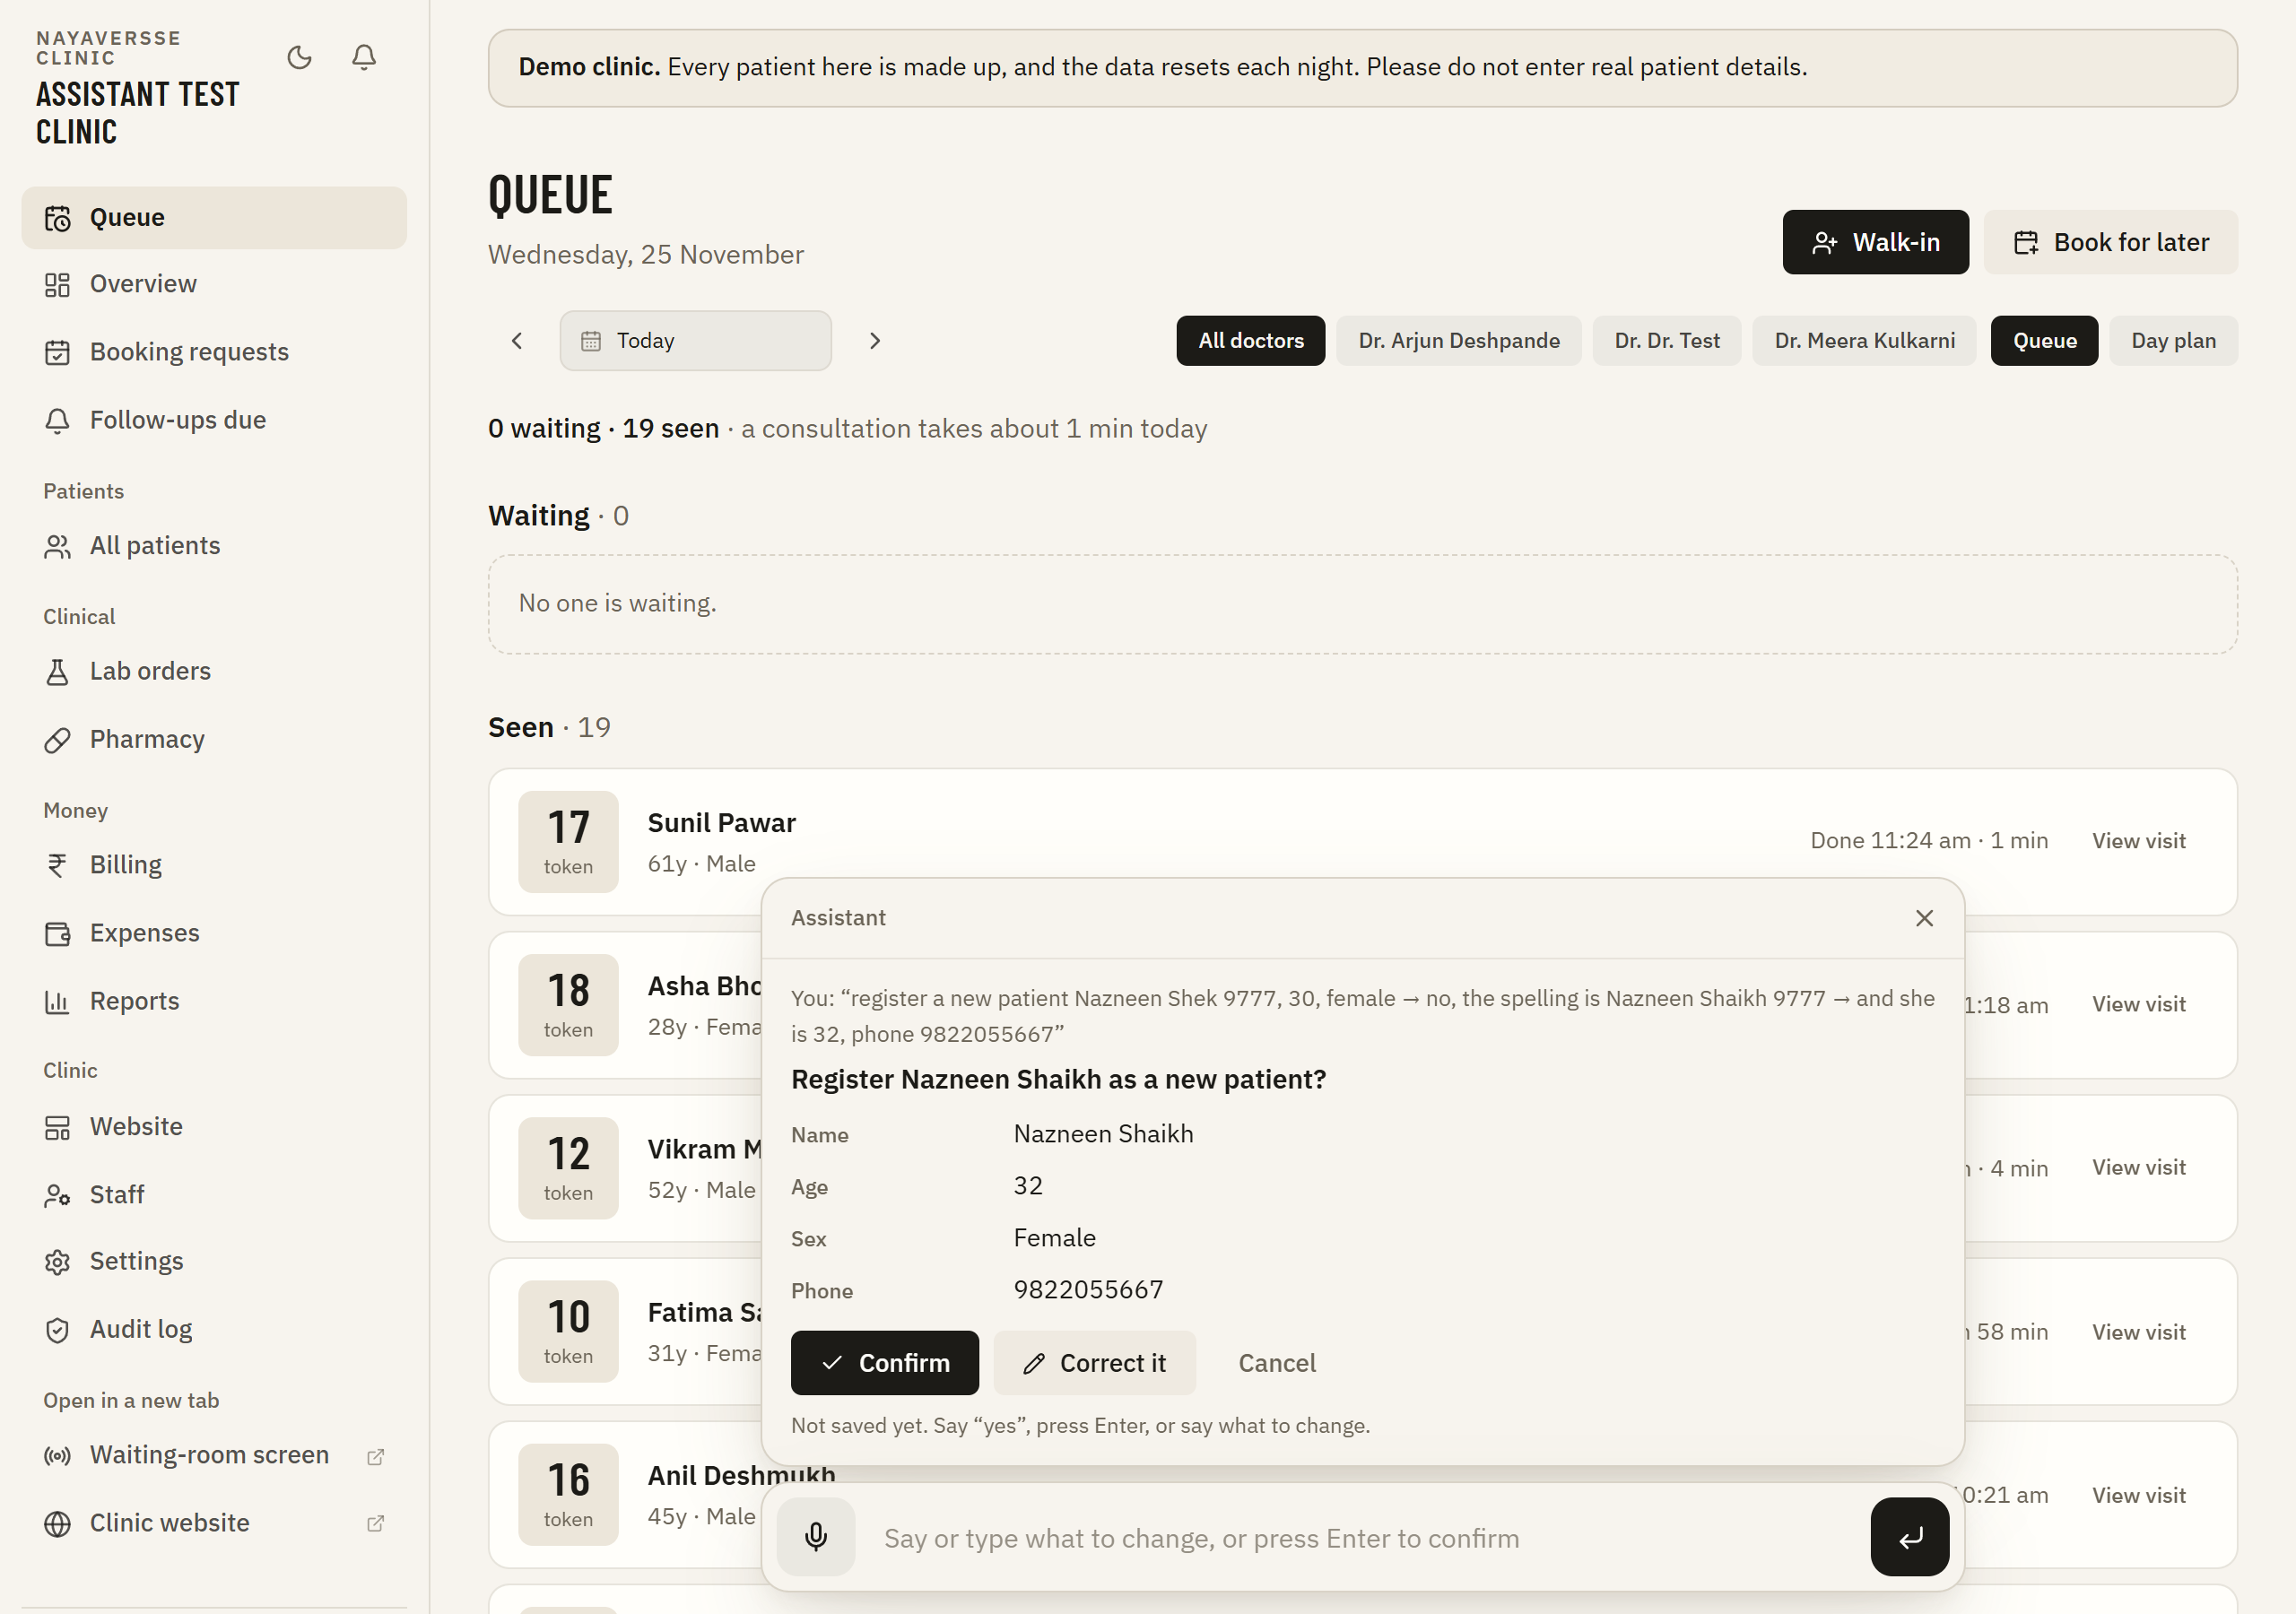 NAYAVERSSE
CLINIC
ASSISTANT TEST
CLINIC
Queue
Overview
Booking requests
Follow-ups due
Patients
All patients
Clinical
Lab orders
Pharmacy
Money
Billing
Expenses
Reports
Clinic
Website
Staff
Settings
Audit log
Open in a new tab
Waiting-room screen
Clinic website
Demo clinic. Every patient here is made up, and the data resets each night. Please do not enter real patient details.
QUEUE
Wednesday, 25 November
Walk-in
Book for later
Today
All doctors
Dr. Arjun Deshpande
Dr. Dr. Test
Dr. Meera Kulkarni
Queue
Day plan
0 waiting · 19 seen · a consultation takes about 1 min today
Waiting · 0
No one is waiting.
Seen · 19
17
token
Sunil Pawar
61y · Male
Done 11:24 am · 1 min
View visit
18
token
Asha
28y ·
am
View visit
12
token
Vikram
52y · Male
· 4 min
View visit
10
token
Fatima
31y ·
58 min
View visit
16
token
Anil Deshmukh
45y · Male
am
View visit
Assistant
You: “register a new patient Nazneen Shek 9777, 30, female → no, the spelling is Nazneen Shaikh 9777 → and she
is 32, phone 9822055667”
Register Nazneen Shaikh as a new patient?
Name
Nazneen Shaikh
Age
32
Sex
Female
Phone
9822055667
Confirm
Correct it
Cancel
Not saved yet. Say “yes”, press Enter, or say what to change.
Say or type what to change, or press Enter to confirm